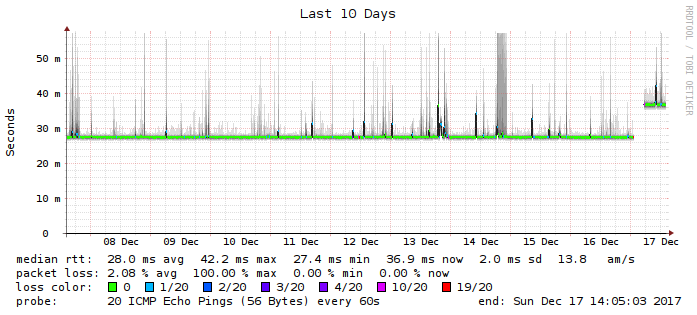 Last 10 Days
RRDTOOL / TOBI OETIKER
Seconds
50 m
40 m
30 m
20 m
10 m
0
08 Dec 09 Dec 10 Dec 11 Dec 12 Dec 13 Dec 14 Dec 15 Dec 16 Dec 17 Dec
median rtt: 28.0 ms avg 42.2 ms max 27.4 ms min 36.9 ms now 2.0 ms sd 13.8 am/s
packet loss: 2.08 % avg 100.00 % max 0.00 % min 0.00 % now
loss color: 0 1/20 2/20 3/20 4/20 10/20 19/20
probe: 20 ICMP Echo Pings (56 Bytes) every 60s end: Sun Dec 17 14:05:03 2017